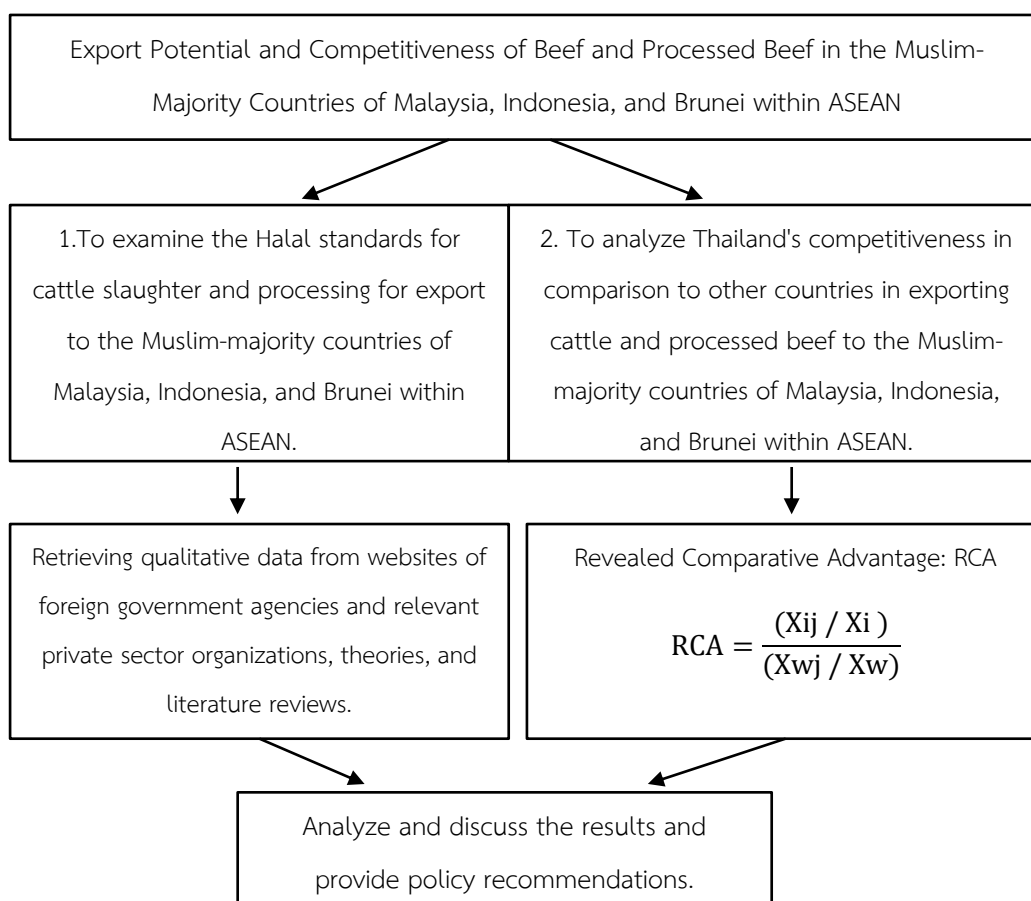 Export Potential and Competitiveness of Beef and Processed Beef in the Muslim-
Majority Countries of Malaysia, Indonesia, and Brunei within ASEAN
1.To examine the Halal standards for
cattle slaughter and processing for export
to the Muslim-majority countries of
Malaysia, Indonesia, and Brunei within
ASEAN.
2. To analyze Thailand's competitiveness in
comparison to other countries in exporting
cattle and processed beef to the Muslim-
majority countries of Malaysia, Indonesia,
and Brunei within ASEAN.
Retrieving qualitative data from websites of
foreign government agencies and relevant
private sector organizations, theories, and
literature reviews.
Revealed Comparative Advantage: RCA
RCA = (Xij / Xi ) / (Xwj / Xw)
Analyze and discuss the results and
provide policy recommendations.